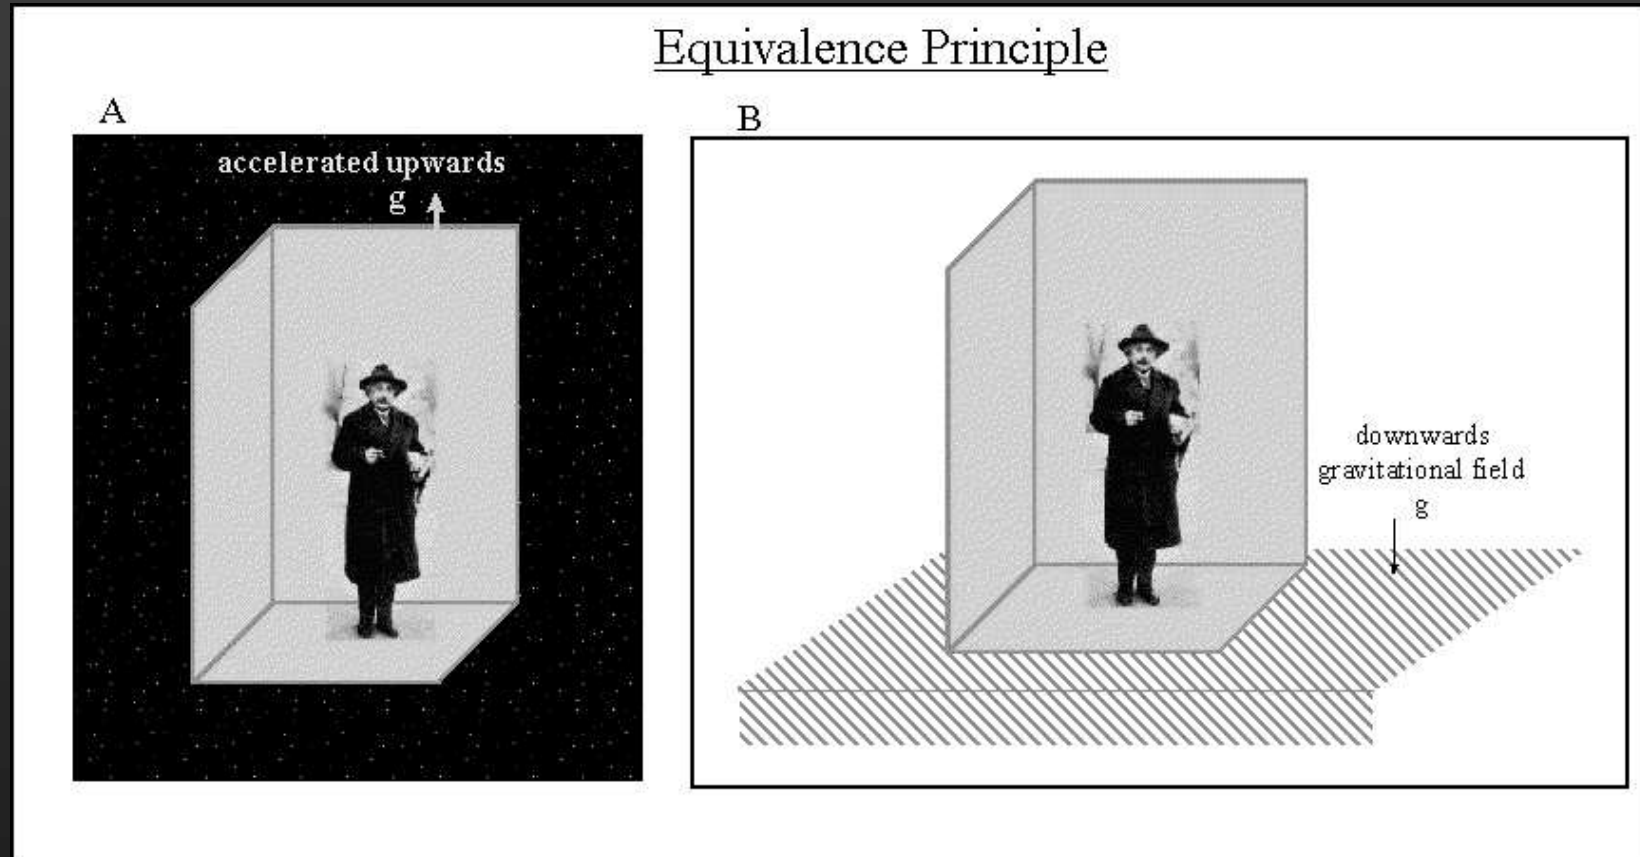 Equivalence Principle
A
accelerated upwards
g
B
downwards
gravitational field
g